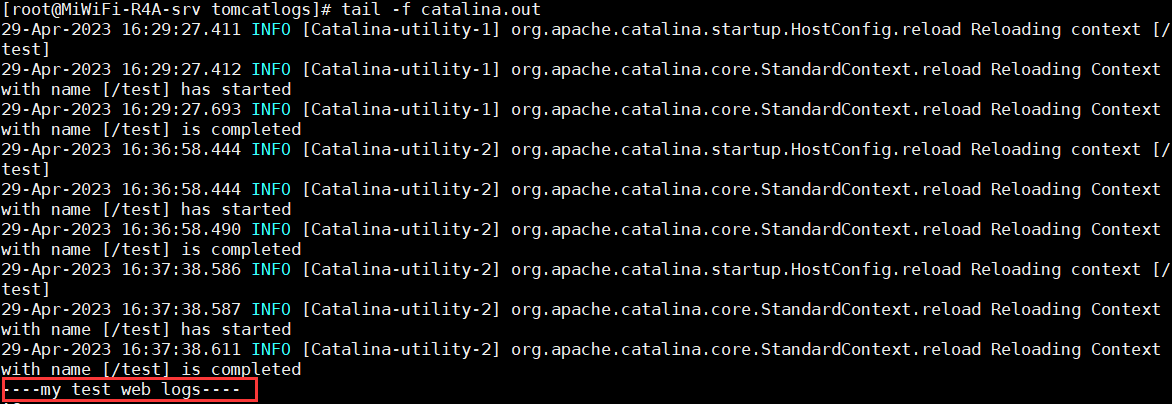 [root@MiWiFi-R4A-srv tomcatlogs]# tail -f catalina.out
29-Apr-2023 16:29:27.411 INFO [Catalina-utility-1] org.apache.catalina.startup.HostConfig.reload Reloading context [/
test]
29-Apr-2023 16:29:27.412 INFO [Catalina-utility-1] org.apache.catalina.core.StandardContext.reload Reloading Context
with name [/test] has started
29-Apr-2023 16:29:27.693 INFO [Catalina-utility-1] org.apache.catalina.core.StandardContext.reload Reloading Context
with name [/test] is completed
29-Apr-2023 16:36:58.444 INFO [Catalina-utility-2] org.apache.catalina.startup.HostConfig.reload Reloading context [/
test]
29-Apr-2023 16:36:58.444 INFO [Catalina-utility-2] org.apache.catalina.core.StandardContext.reload Reloading Context
with name [/test] has started
29-Apr-2023 16:36:58.490 INFO [Catalina-utility-2] org.apache.catalina.core.StandardContext.reload Reloading Context
with name [/test] is completed
29-Apr-2023 16:37:38.586 INFO [Catalina-utility-2] org.apache.catalina.startup.HostConfig.reload Reloading context [/
test]
29-Apr-2023 16:37:38.587 INFO [Catalina-utility-2] org.apache.catalina.core.StandardContext.reload Reloading Context
with name [/test] has started
29-Apr-2023 16:37:38.611 INFO [Catalina-utility-2] org.apache.catalina.core.StandardContext.reload Reloading Context
with name [/test] is completed
----my test web logs----